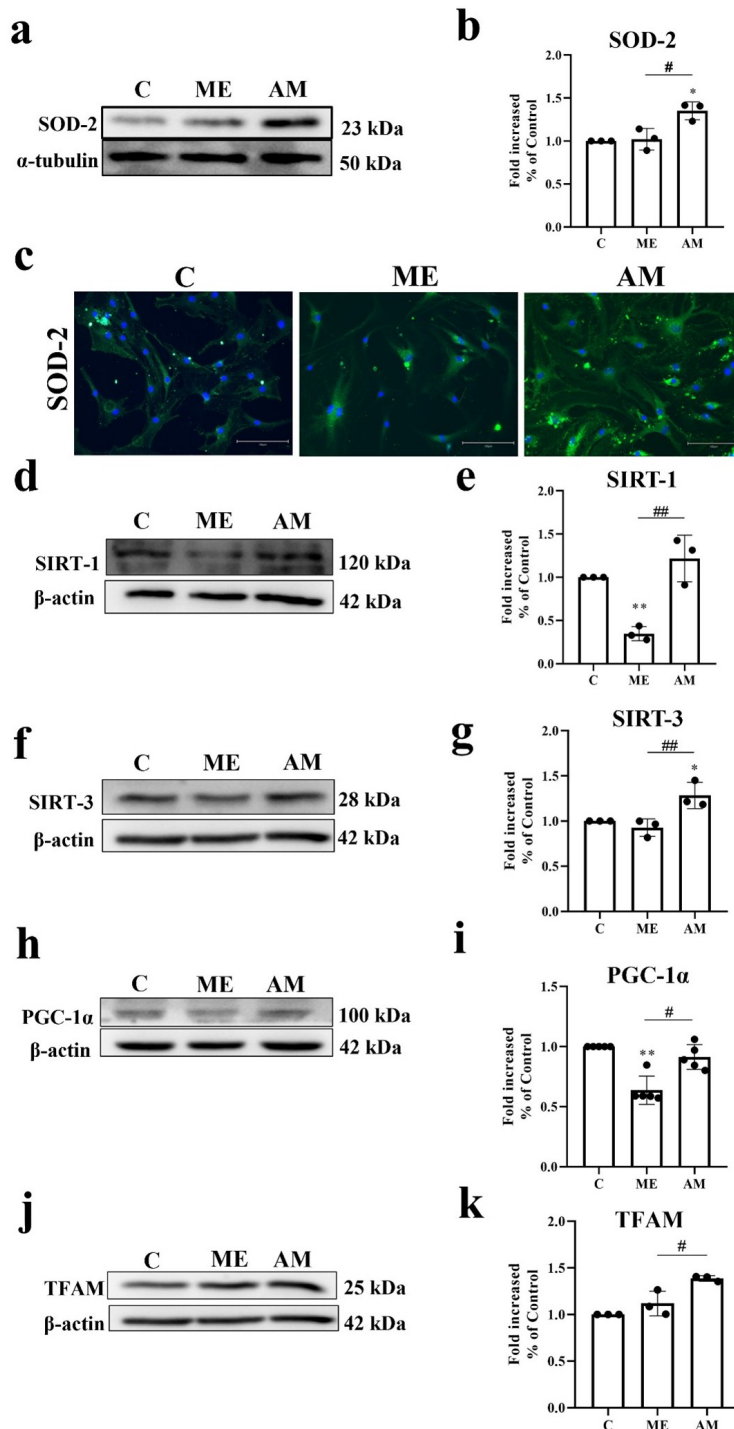 a
C ME AM
SOD-2 23 kDa
α-tubulin 50 kDa
b
SOD-2
Fold increased
% of Control
2.0
1.5
1.0
0.5
0.0
#
*
C ME AM
c
C ME AM
SOD-2
d
C ME AM
SIRT-1 120 kDa
β-actin 42 kDa
e
SIRT-1
Fold increased
% of Control
2.0
1.5
1.0
0.5
0.0
##
**
C ME AM
f
C ME AM
SIRT-3 28 kDa
β-actin 42 kDa
g
SIRT-3
Fold increased
% of Control
2.0
1.5
1.0
0.5
0.0
##
*
C ME AM
h
C ME AM
PGC-1α 100 kDa
β-actin 42 kDa
i
PGC-1α
Fold increased
% of Control
1.5
1.0
0.5
0.0
#
**
C ME AM
j
C ME AM
TFAM 25 kDa
β-actin 42 kDa
k
TFAM
Fold increased
% of Control
2.0
1.5
1.0
0.5
0.0
#
C ME AM